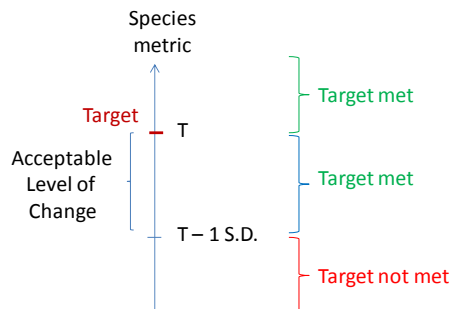 Species
metric
Target met
Target
T
Acceptable
Level of
Change
Target met
T – 1 S.D.
Target not met